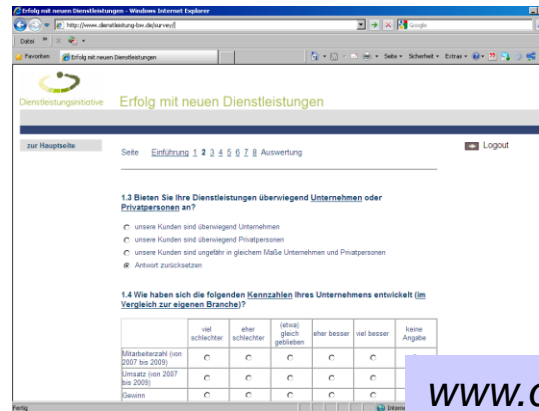 Erfolg mit neuen Dienstleistungen - Windows Internet Explorer
http://www.dienstleistung-bw.de/survey/
Google
Datei
Favoriten
Erfolg mit neuen Dienstleistungen
Seite
Sicherheit
Extras
Dienstleistungsinitiative
Erfolg mit neuen Dienstleistungen
zur Hauptseite
Seite Einführung 1 2 3 4 5 6 7 8 Auswertung
Logout
1.3 Bieten Sie Ihre Dienstleistungen überwiegend Unternehmen oder
Privatpersonen an?
unsere Kunden sind überwiegend Unternehmen
unsere Kunden sind überwiegend Privatpersonen
unsere Kunden sind ungefähr in gleichem Maße Unternehmen und Privatpersonen
Antwort zurücksetzen
1.4 Wie haben sich die folgenden Kennzahlen Ihres Unternehmens entwickelt (im
Vergleich zur eigenen Branche)?
viel schlechter
eher schlechter
(etwa) gleich geblieben
eher besser
viel besser
keine Angabe
Mitarbeiterzahl (von
2007 bis 2009)
Umsatz (von 2007
bis 2009)
Gewinn
Fertig
www.